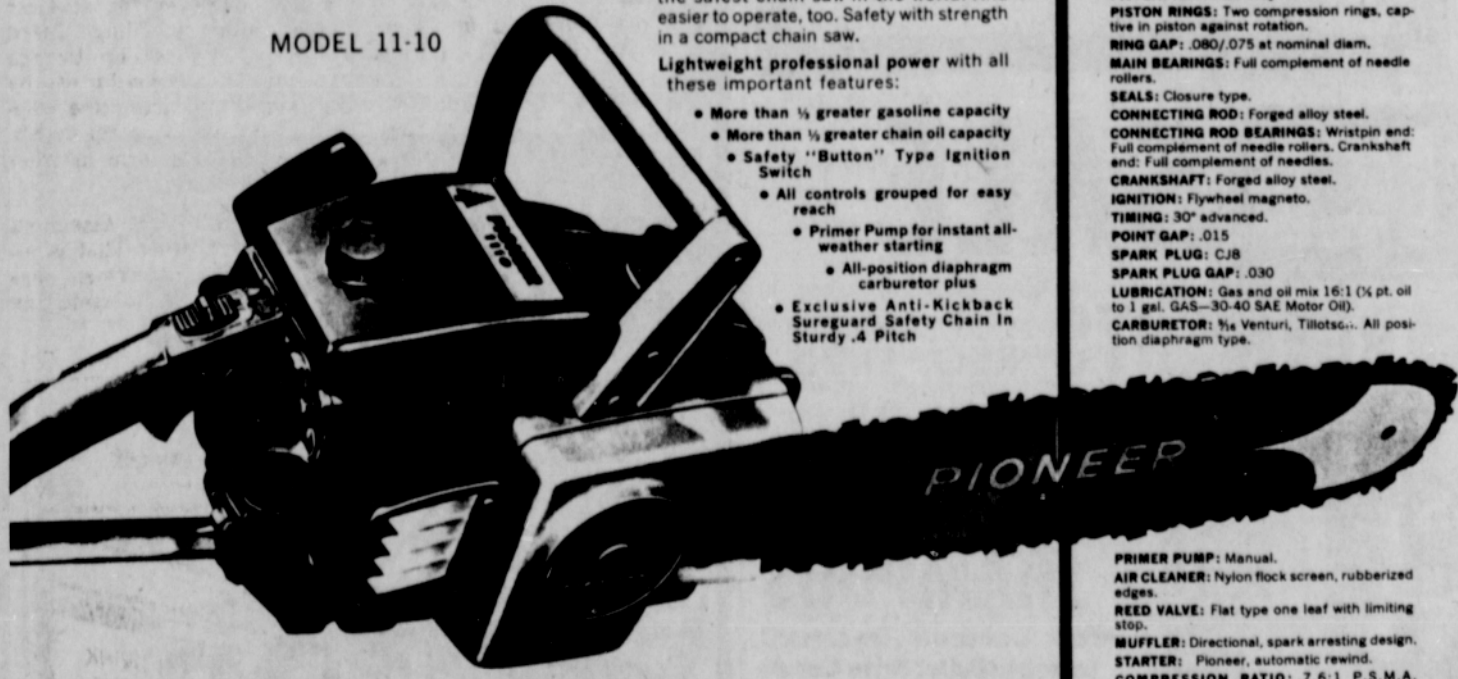 MODEL 11-10
easier to operate, too. Safety with strength
in a compact chain saw.
Lightweight professional power with all
these important features:
• More than ⅓ greater gasoline capacity
• More than ⅓ greater chain oil capacity
• Safety "Button" Type Ignition
Switch
• All controls grouped for easy
reach
• Primer Pump for instant all-
weather starting
• All-position diaphragm
carburetor plus
• Exclusive Anti-Kickback
Sureguard Safety Chain In
Sturdy .4 Pitch
PIONEER
1110
PIONEER
PISTON RINGS: Two compression rings, cap-
tive in piston against rotation.
RING GAP: .080/.075 at nominal diam.
MAIN BEARINGS: Full complement of needle
rollers.
SEALS: Closure type.
CONNECTING ROD: Forged alloy steel.
CONNECTING ROD BEARINGS: Wristpin end:
Full complement of needle rollers. Crankshaft
end: Full complement of needles.
CRANKSHAFT: Forged alloy steel.
IGNITION: Flywheel magneto.
TIMING: 30° advanced.
POINT GAP: .015
SPARK PLUG: CJ8
SPARK PLUG GAP: .030
LUBRICATION: Gas and oil mix 16:1 (½ pt. oil
to 1 gal. GAS—30-40 SAE Motor Oil).
CARBURETOR: Venturi, All posi-
tion diaphragm type.
PRIMER PUMP: Manual.
AIR CLEANER: Nylon flock screen, rubberized
edges.
REED VALVE: Flat type one leaf with limiting
stop.
MUFFLER: Directional, spark arresting design.
STARTER: Pioneer, automatic rewind.
COMPRESSION RATIO: 7.6:1 P.S.M.A.